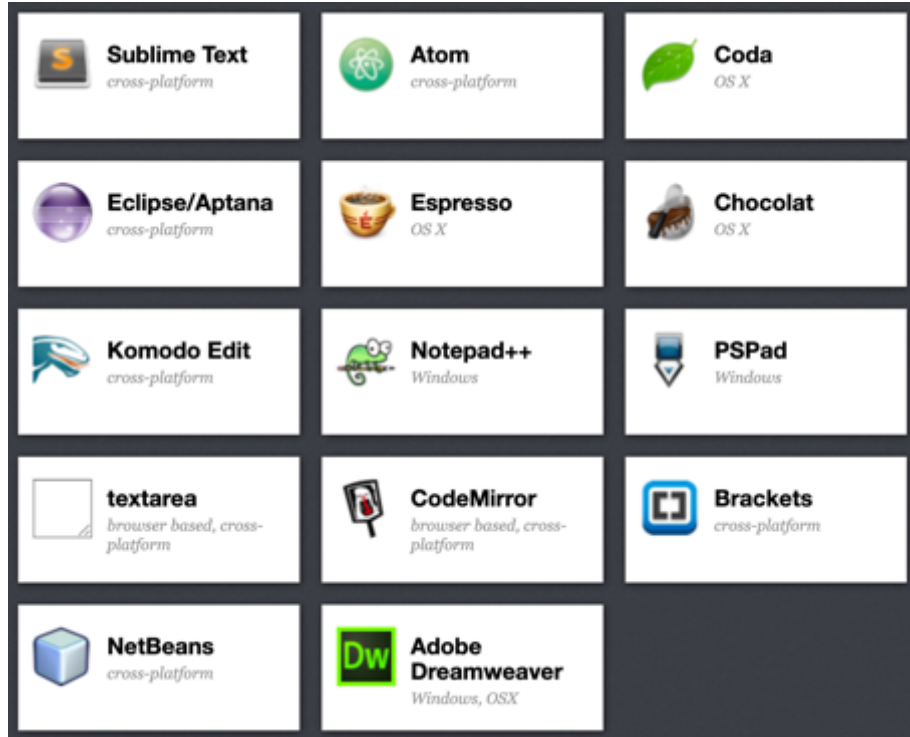 S
Sublime Text
cross-platform
Atom
cross-platform
Coda
OS X
Eclipse/Aptana
cross-platform
É
Espresso
OS X
Chocolat
OS X
Komodo Edit
cross-platform
Notepad++
Windows
PSPad
Windows
textarea
browser based, cross-
platform
CodeMirror
browser based, cross-
platform
[ ]
Brackets
cross-platform
NetBeans
cross-platform
Dw
Adobe
Dreamweaver
Windows, OSX